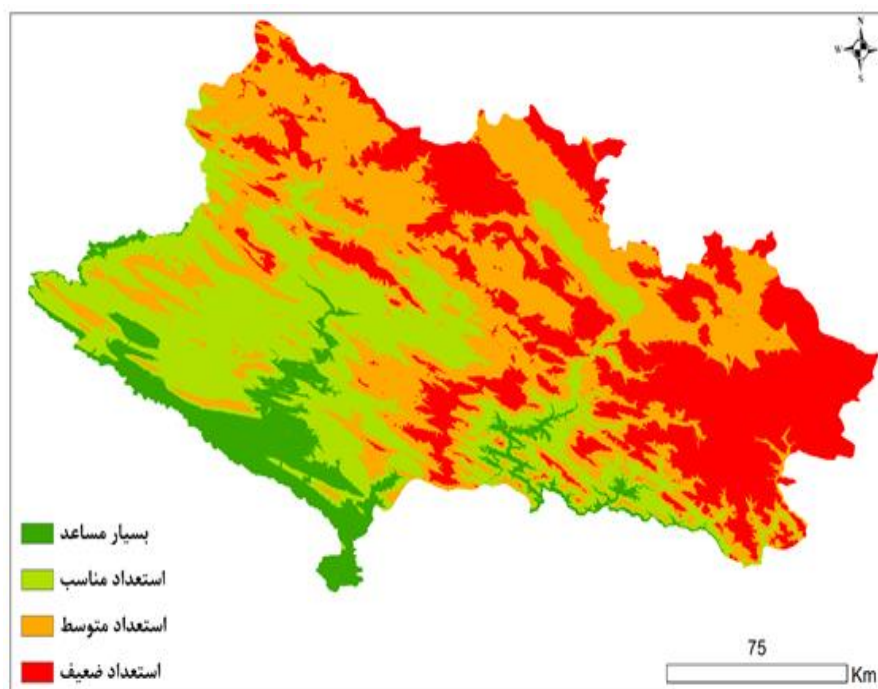 N
W
E
S
بسیار مساعد
استعداد مناسب
استعداد متوسط
استعداد ضعیف
75
Km